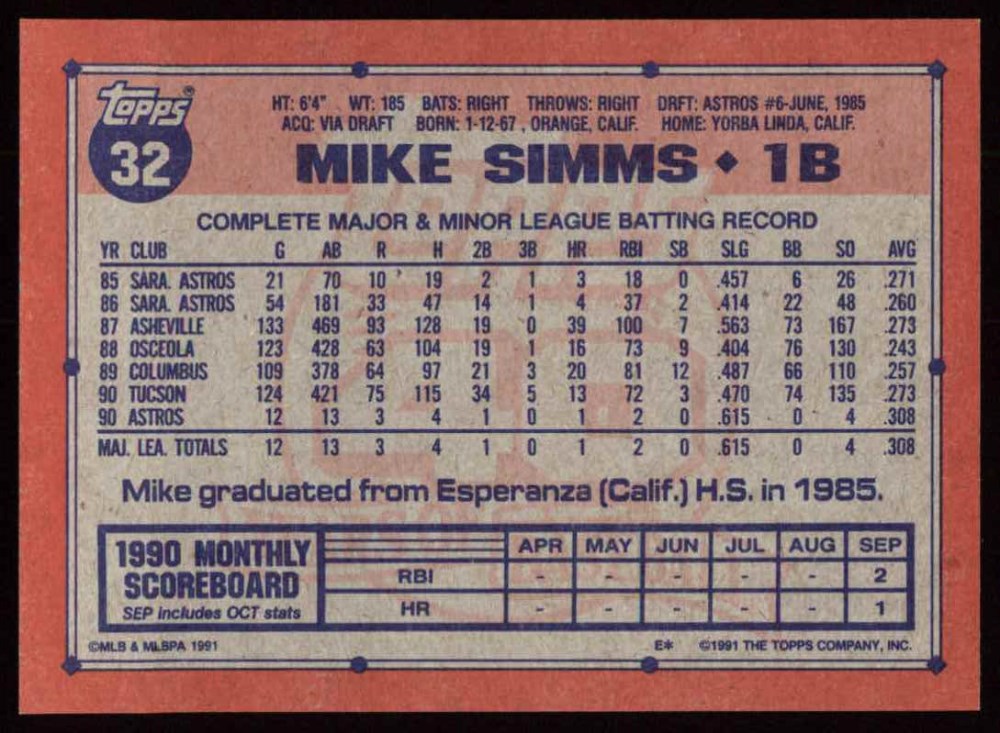 Topps®
32
HT: 6'4" WT: 185 BATS: RIGHT THROWS: RIGHT DRFT: ASTROS #6-JUNE, 1985
ACQ: VIA DRAFT BORN: 1-12-67 , ORANGE, CALIF. HOME: YORBA LINDA, CALIF.
MIKE SIMMS ◆ 1B
COMPLETE MAJOR & MINOR LEAGUE BATTING RECORD
YR CLUB G AB R H 2B 3B HR RBI SB SLG BB SO AVG
85 SARA. ASTROS 21 70 10 19 2 1 3 18 0 .457 6 26 .271
86 SARA. ASTROS 54 181 33 47 14 1 4 37 2 .414 22 48 .260
87 ASHEVILLE 133 469 93 128 19 0 39 100 7 .563 73 167 .273
88 OSCEOLA 123 428 63 104 19 1 16 73 9 .404 76 130 .243
89 COLUMBUS 109 378 64 97 21 3 20 81 12 .487 66 110 .257
90 TUCSON 124 421 75 115 34 5 13 72 3 .470 74 135 .273
90 ASTROS 12 13 3 4 1 0 1 2 0 .615 0 4 .308
MAJ. LEA. TOTALS 12 13 3 4 1 0 1 2 0 .615 0 4 .308
Mike graduated from Esperanza (Calif.) H.S. in 1985.
1990 MONTHLY
SCOREBOARD
SEP includes OCT stats
APR MAY JUN JUL AUG SEP
RBI - - - - - 2
HR - - - - - 1
©MLB & MLBPA 1991 E* ©1991 THE TOPPS COMPANY, INC.